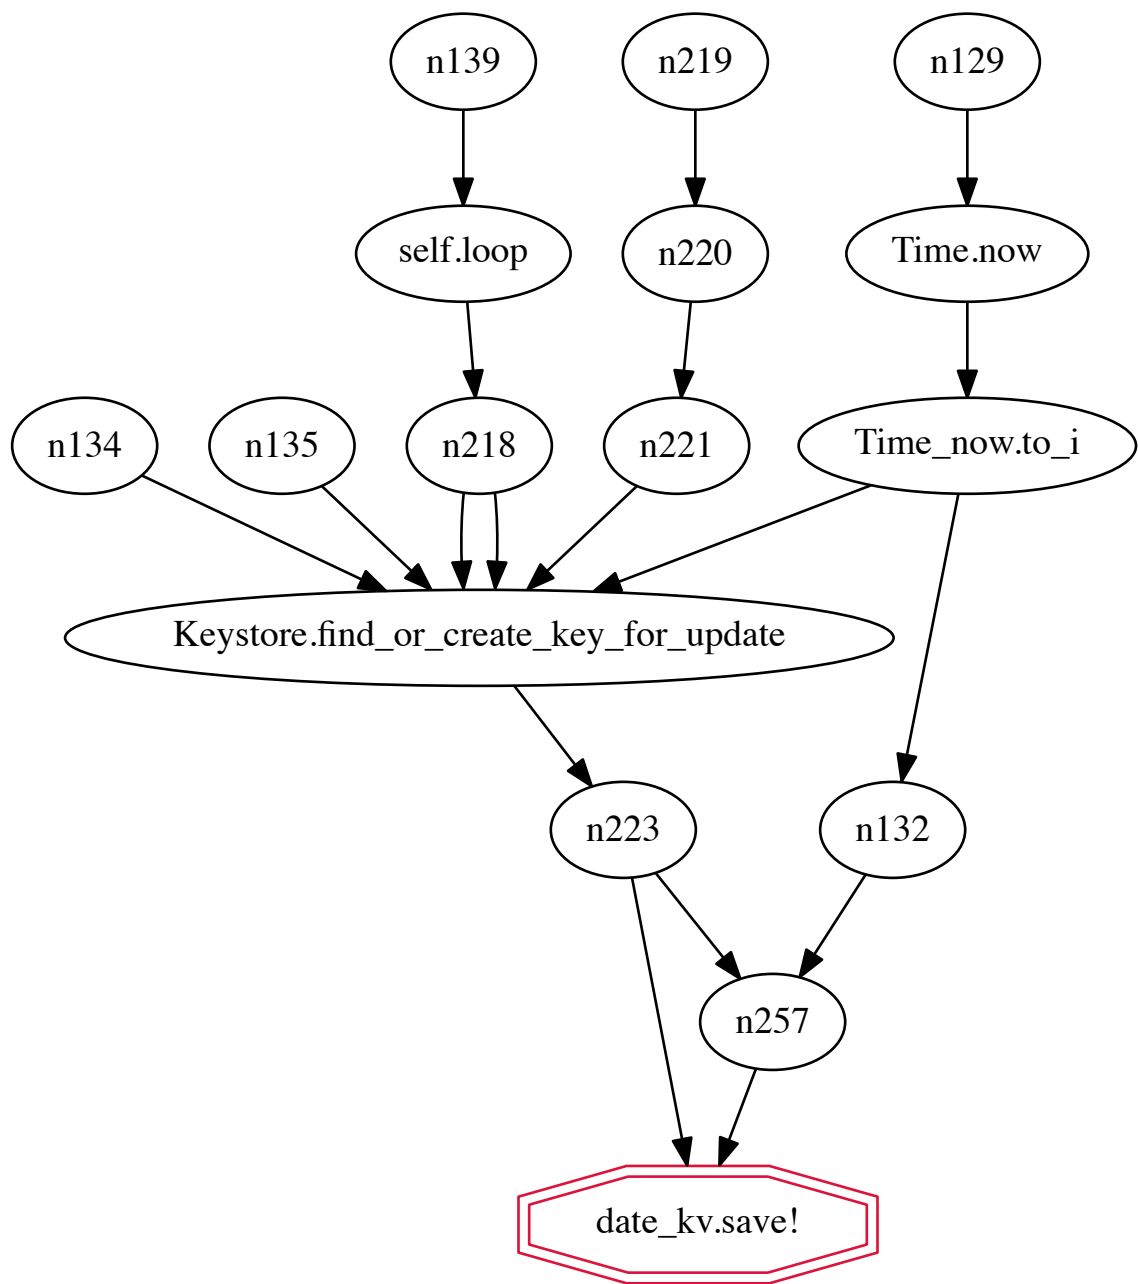 n139
n219
n129
self.loop
n220
Time.now
n134
n135
n218
n221
Time_now.to_i
Keystore.find_or_create_key_for_update
n223
n132
n257
date_kv.save!